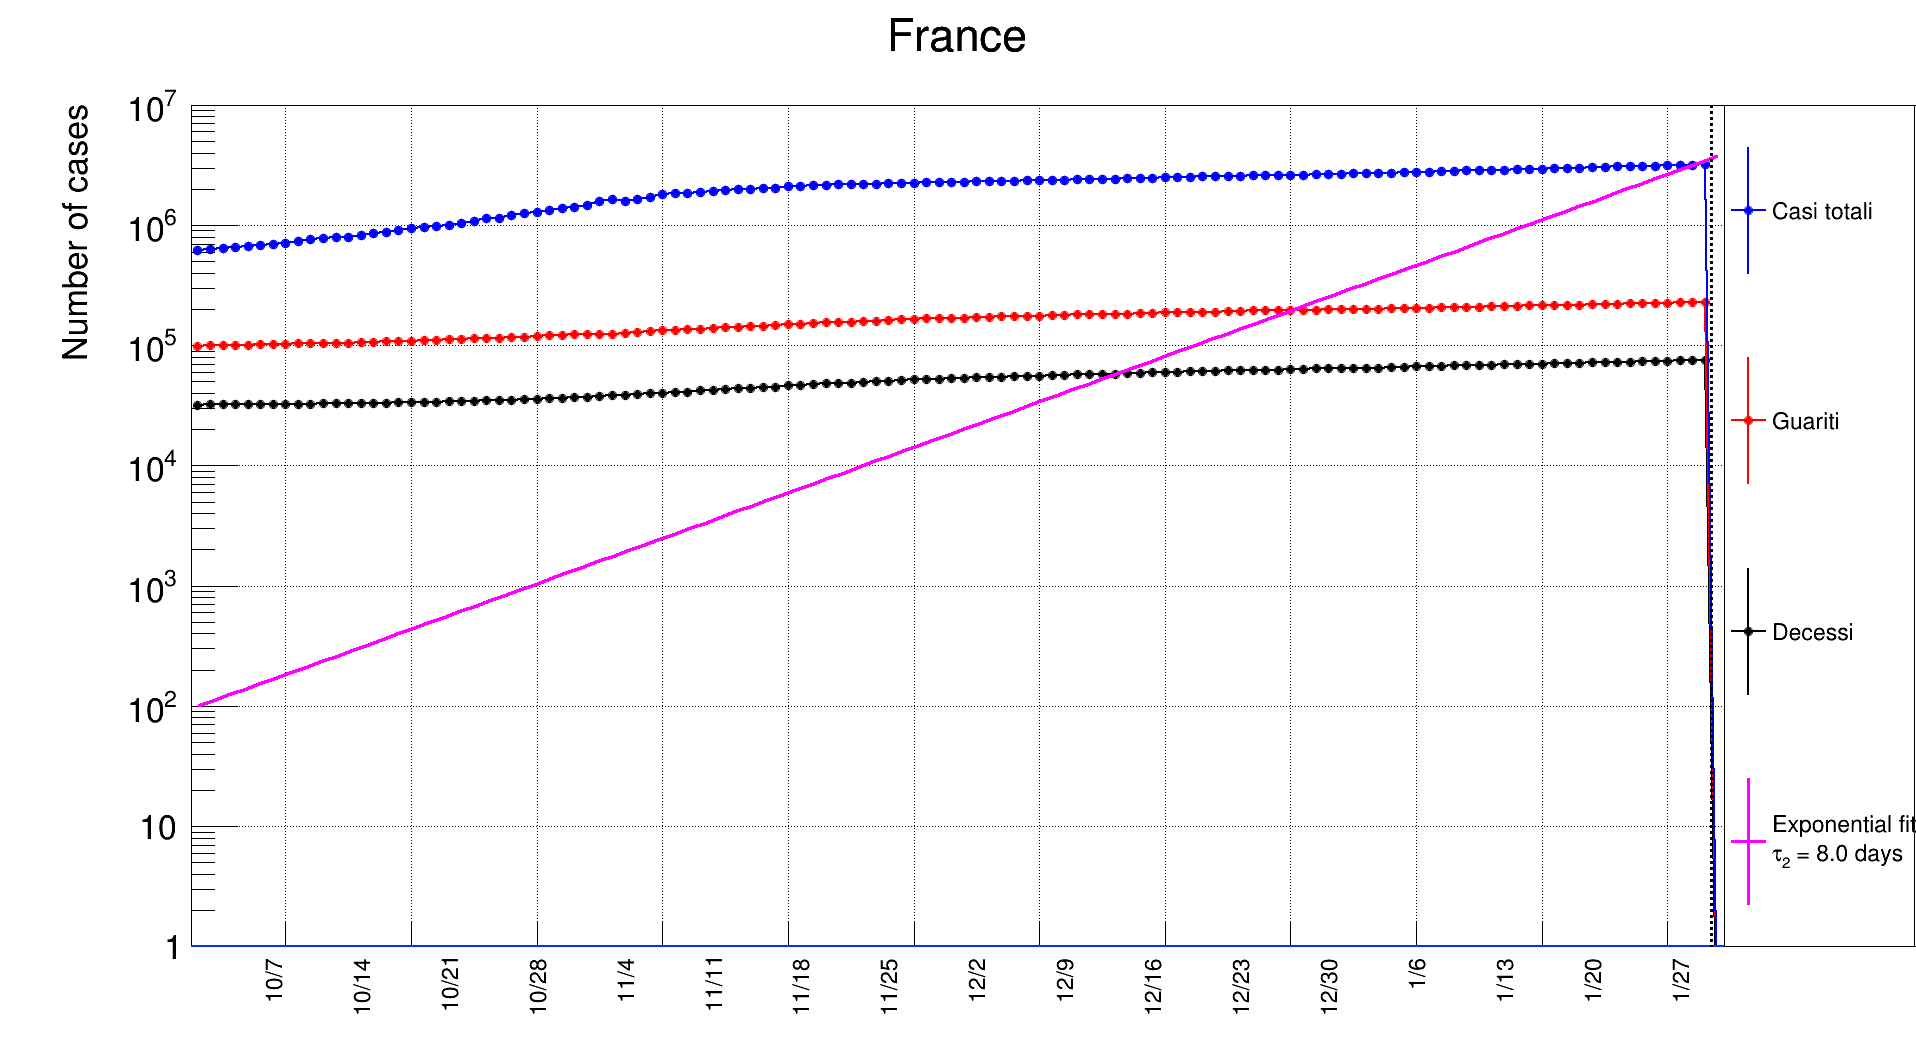 France
Number of cases
10^7
10^6
10^5
10^4
10^3
10^2
10
1
10/7 10/14 10/21 10/28 11/4 11/11 11/18 11/25 12/2 12/9 12/16 12/23 12/30 1/6 1/13 1/20 1/27
Casi totali
Guariti
Decessi
Exponential fit
τ₂ = 8.0 days